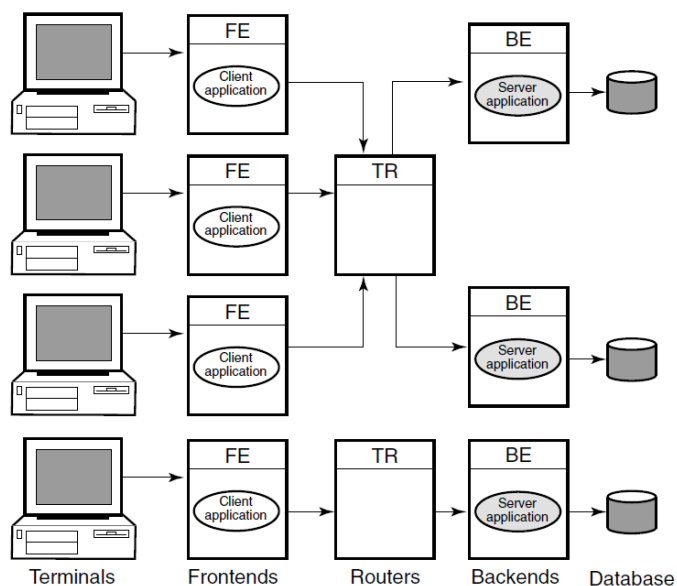 FE
Client
application
BE
Server
application
FE
Client
application
TR
FE
Client
application
BE
Server
application
FE
Client
application
TR
BE
Server
application
Terminals
Frontends
Routers
Backends
Database